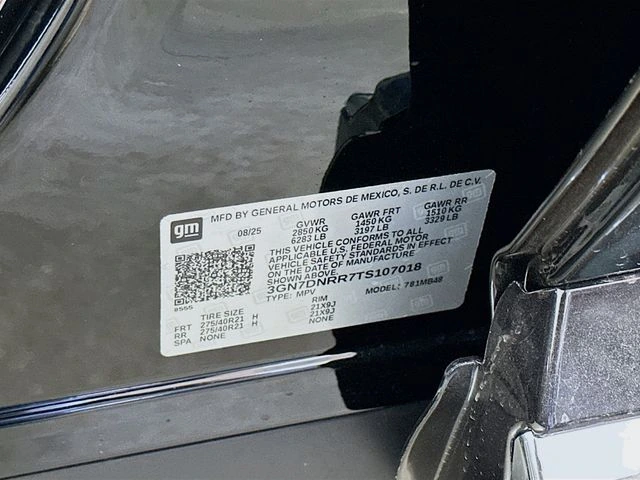 gm
MFD BY GENERAL MOTORS DE MEXICO, S. DE R.L. DE C.V.
08/25 GVWR GAWR FRT GAWR RR
2850 KG 1450 KG 1510 KG
6283 LB 3197 LB 3329 LB
THIS VEHICLE CONFORMS TO ALL
APPLICABLE U.S. FEDERAL MOTOR
VEHICLE SAFETY STANDARDS IN EFFECT
ON THE DATE OF MANUFACTURE
SHOWN ABOVE.
3GN7DNRR7TS107018
TYPE: MPV MODEL: 781MB48
8555
TIRE SIZE RIM
FRT 275/40R21 H 21X9J
RR 275/40R21 H 21X9J
SPA NONE NONE